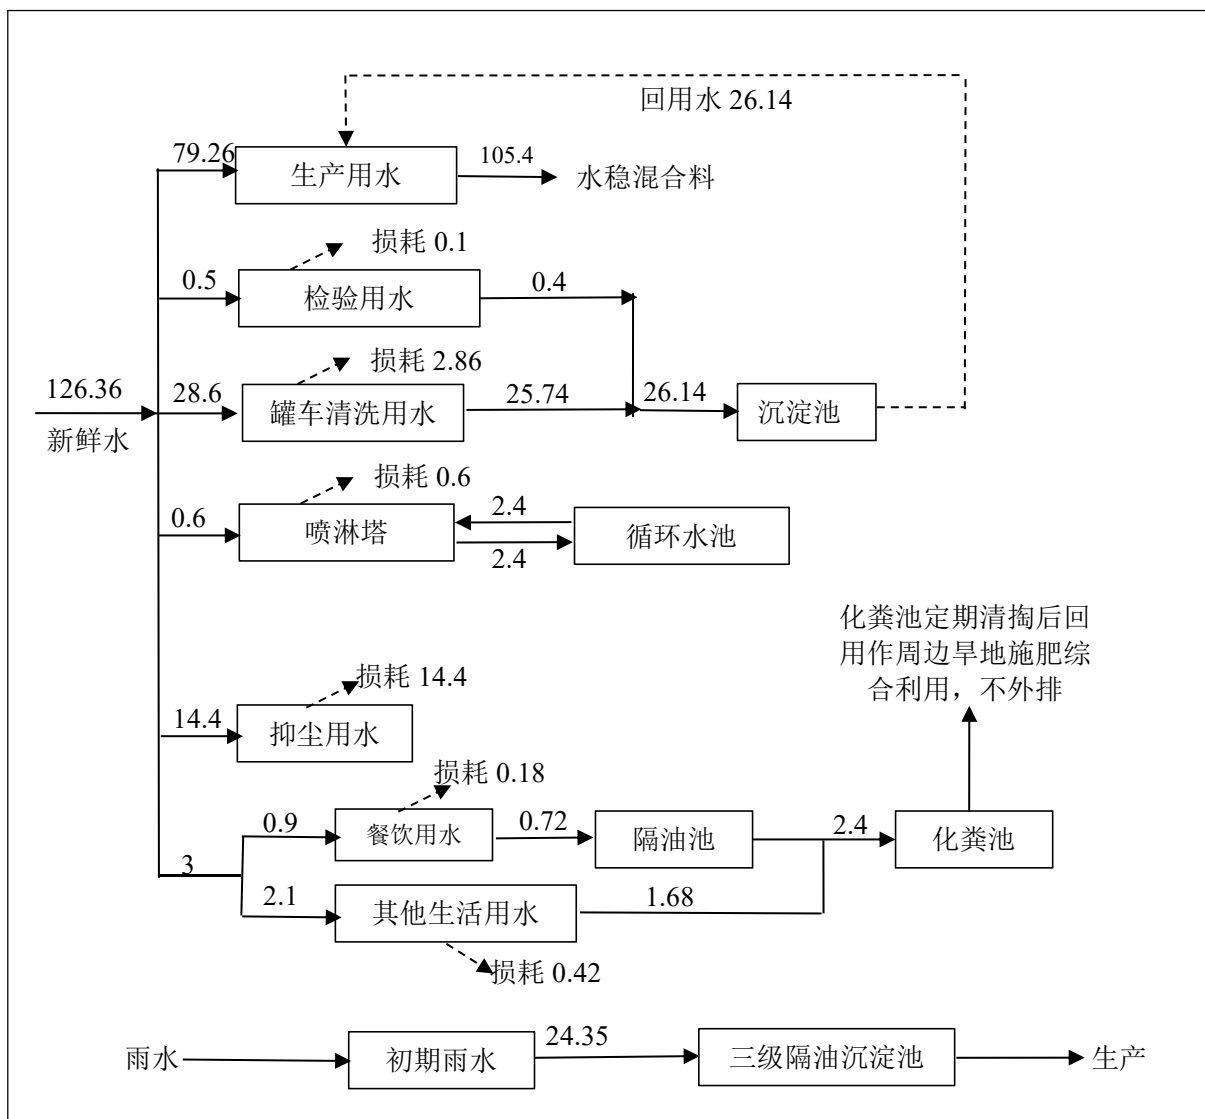 回用水 26.14
79.26
生产用水
105.4
水稳混合料
损耗 0.1
0.5
检验用水
0.4
损耗 2.86
126.36
新鲜水
28.6
罐车清洗用水
25.74
26.14
沉淀池
损耗 0.6
0.6
喷淋塔
2.4
2.4
循环水池
化粪池定期清掏后回
用作周边旱地施肥综
合利用，不外排
损耗 14.4
14.4
抑尘用水
损耗 0.18
0.9
餐饮用水
0.72
隔油池
2.4
化粪池
3
2.1
其他生活用水
1.68
损耗 0.42
雨水
初期雨水
24.35
三级隔油沉淀池
生产